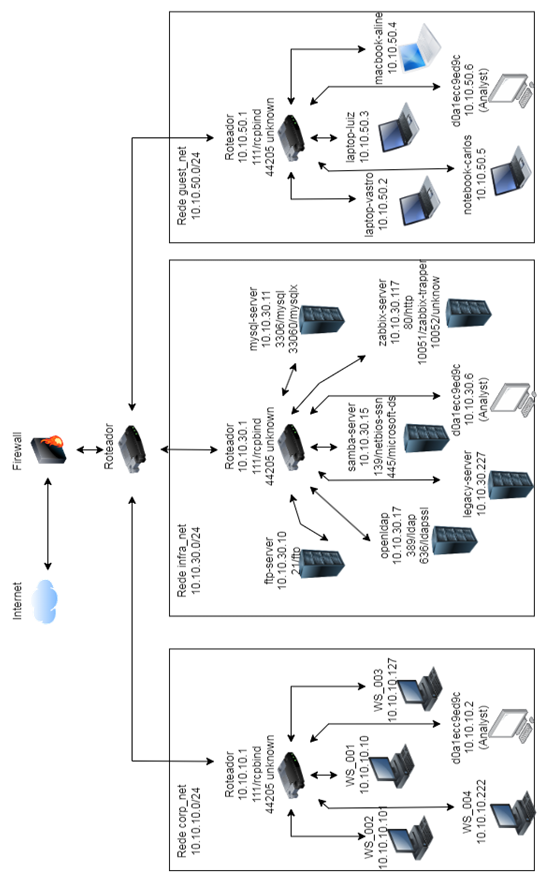 Internet
Firewall
Roteador
Rede corp_net
10.10.10.0/24
Roteador
10.10.10.1
111/rcpbind
44205 unknown
WS_002
10.10.10.101
WS_001
10.10.10.10
WS_003
10.10.10.127
WS_004
10.10.10.222
d0a1ecc9ed9c
10.10.10.2
(Analyst)
Rede infra_net
10.10.30.0/24
Roteador
10.10.30.1
111/rcpbind
44205 unknown
ftp-server
10.10.30.10
21/ftp
mysql-server
10.10.30.11
3306/mysql
33060/mysqlx
openldap
10.10.30.17
389/ldap
636/ldapssl
samba-server
10.10.30.15
139/netbios-ssn
445/microsoft-ds
zabbix-server
10.10.30.117
80/http
10051/zabbix-trapper
10052/unknow
legacy-server
10.10.30.227
d0a1ecc9ed9c
10.10.30.6
(Analyst)
Rede guest_net
10.10.50.0/24
Roteador
10.10.50.1
111/rcpbind
44205 unknown
laptop-vastro
10.10.50.2
laptop-luiz
10.10.50.3
macbook-aline
10.10.50.4
notebook-carlos
10.10.50.5
d0a1ecc9ed9c
10.10.50.6
(Analyst)